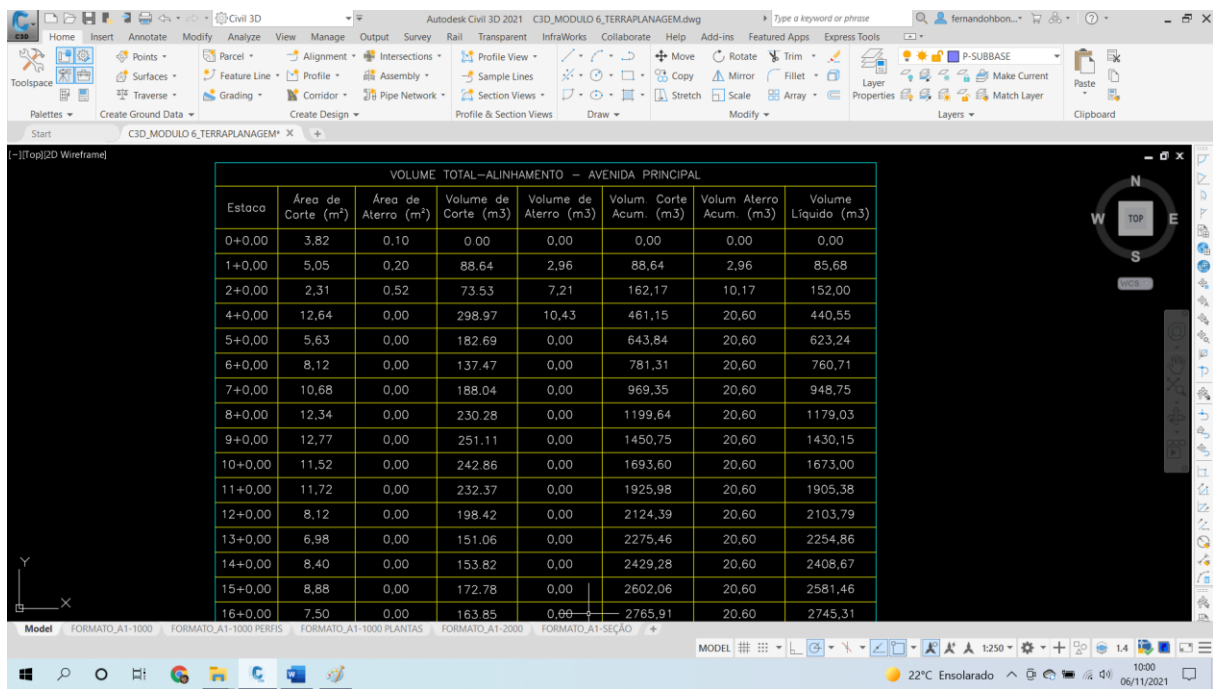 Autodesk Civil 3D 2021 C3D_MODULO 6_TERRAPLANAGEM.dwg
Civil 3D
Type a keyword or phrase
fernandohbon...
C3D
Home Insert Annotate Modify Analyze View Manage Output Survey Rail Transparent InfraWorks Collaborate Help Add-ins Featured Apps Express Tools
Toolspace
Points
Surfaces
Traverse
Parcel
Feature Line
Grading
Alignment
Profile
Corridor
Intersections
Assembly
Pipe Network
Profile View
Sample Lines
Section Views
Move
Copy
Stretch
Rotate
Mirror
Scale
Trim
Fillet
Array
Layer
Properties
P-SUBBASE
Make Current
Match Layer
Paste
Palettes
Create Ground Data
Create Design
Profile & Section Views
Draw
Modify
Layers
Clipboard
Start C3D_MODULO 6_TERRAPLANAGEM*
[-][Top][2D Wireframe]
N
W TOP E
S
WCS
VOLUME TOTAL-ALINHAMENTO - AVENIDA PRINCIPAL
Estaca Área de Corte (m²) Área de Aterro (m²) Volume de Corte (m3) Volume de Aterro (m3) Volum. Corte Acum. (m3) Volum Aterro Acum. (m3) Volume Líquido (m3)
0+0,00 3,82 0,10 0.00 0,00 0,00 0,00 0,00
1+0,00 5,05 0,20 88.64 2,96 88,64 2,96 85,68
2+0,00 2,31 0,52 73.53 7,21 162,17 10,17 152,00
4+0,00 12,64 0,00 298.97 10,43 461,15 20,60 440,55
5+0,00 5,63 0,00 182.69 0,00 643,84 20,60 623,24
6+0,00 8,12 0,00 137.47 0,00 781,31 20,60 760,71
7+0,00 10,68 0,00 188.04 0,00 969,35 20,60 948,75
8+0,00 12,34 0,00 230.28 0,00 1199,64 20,60 1179,03
9+0,00 12,77 0,00 251.11 0,00 1450,75 20,60 1430,15
10+0,00 11,52 0,00 242.86 0,00 1693,60 20,60 1673,00
11+0,00 11,72 0,00 232.37 0,00 1925,98 20,60 1905,38
12+0,00 8,12 0,00 198.42 0,00 2124,39 20,60 2103,79
13+0,00 6,98 0,00 151.06 0,00 2275,46 20,60 2254,86
14+0,00 8,40 0,00 153.82 0,00 2429,28 20,60 2408,67
15+0,00 8,88 0,00 172.78 0,00 2602,06 20,60 2581,46
16+0,00 7,50 0,00 163.85 0,00 2765,91 20,60 2745,31
Y
X
Model FORMATO_A1-1000 FORMATO_A1-1000 PERFIS FORMATO_A1-1000 PLANTAS FORMATO_A1-2000 FORMATO_A1-SEÇÃO
MODEL 1:250 1.4
22°C Ensolarado
10:00
06/11/2021